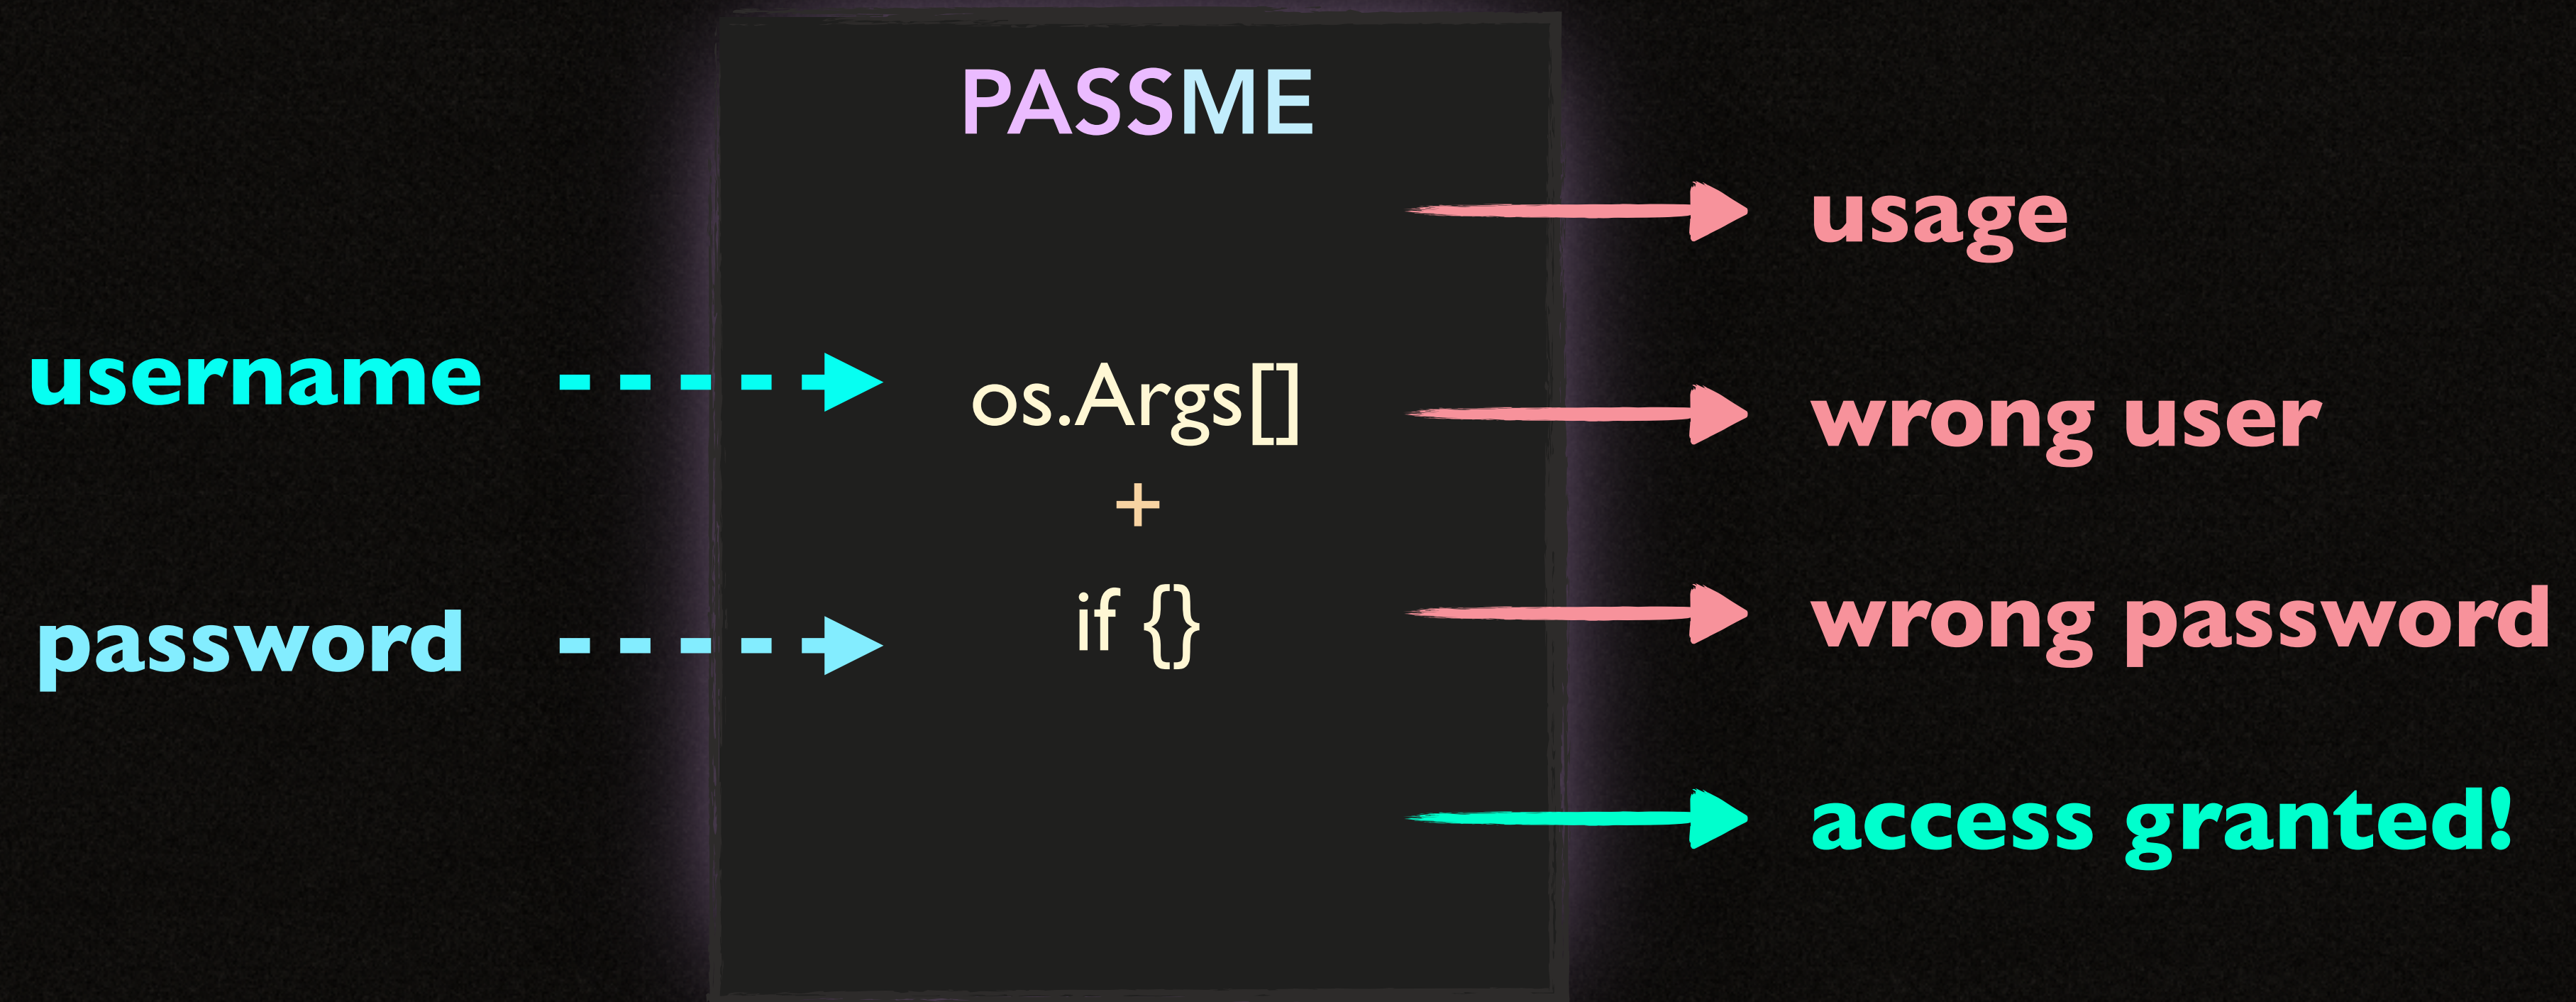 PASSME
usage
username
os.Args[]
wrong user
+
password
if {}
wrong password
access granted!